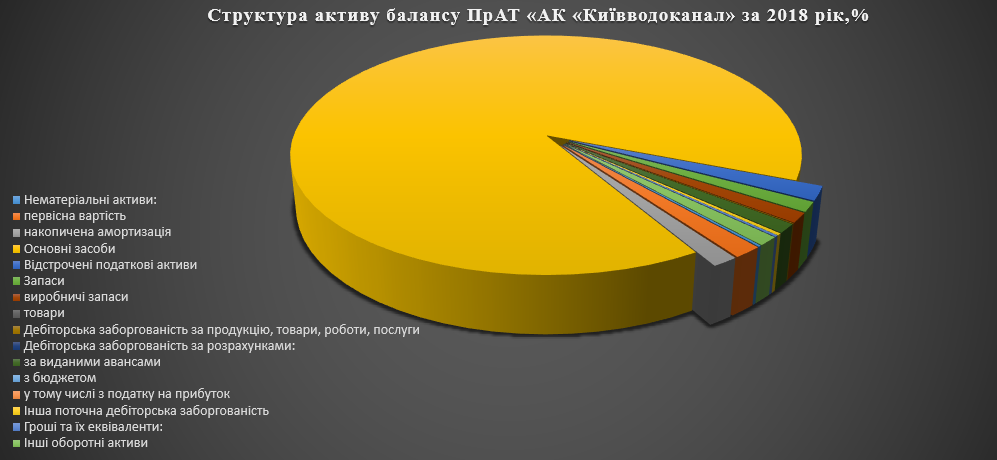 Структура активу балансу ПрАТ «АК «Київводоканал» за 2018 рік,%
Нематеріальні активи:
первісна вартість
накопичена амортизація
Основні засоби
Відстрочені податкові активи
Запаси
виробничі запаси
товари
Дебіторська заборгованість за продукцію, товари, роботи, послуги
Дебіторська заборгованість за розрахунками:
за виданими авансами
з бюджетом
у тому числі з податку на прибуток
Інша поточна дебіторська заборгованість
Гроші та їх еквіваленти:
Інші оборотні активи